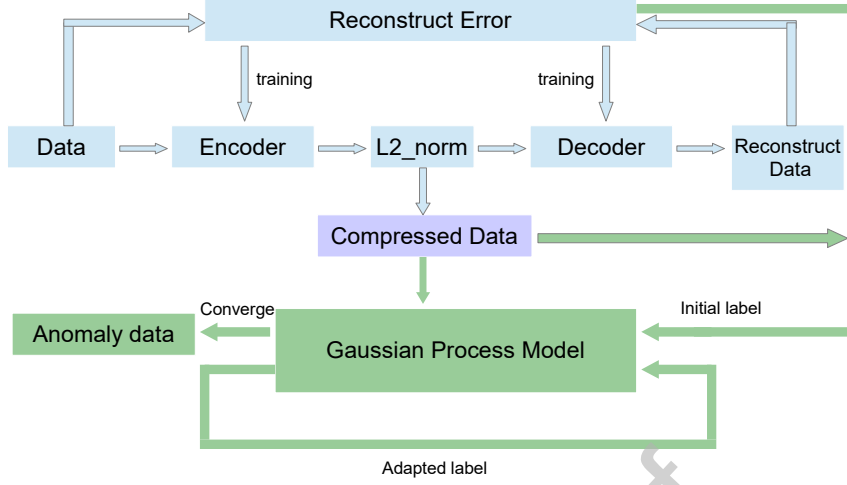 Reconstruct Error
training
training
Data
Encoder
L2_norm
Decoder
Reconstruct
Data
Compressed Data
Converge
Initial label
Anomaly data
Gaussian Process Model
Adapted label
f